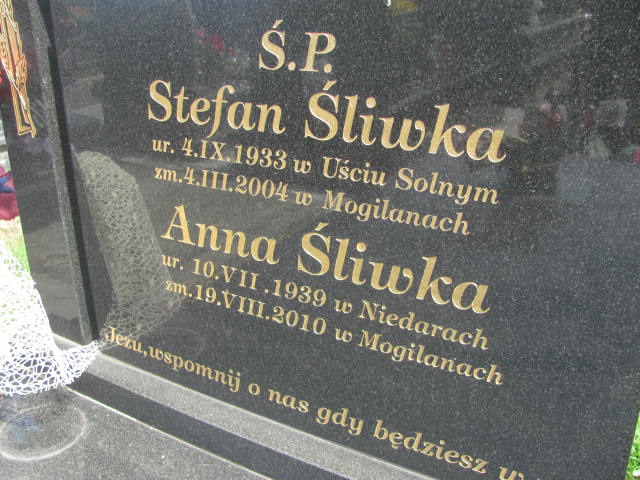 Ś.P.
Stefan Śliwka
ur. 4.IX.1933 w Uściu Solnym
zm.4.III.2004 w Mogilanach
Anna Śliwka
ur. 10.VII.1939 w Niedarach
zm.19.VIII.2010 w Mogilanach
Jezu,wspomnij o nas gdy będziesz